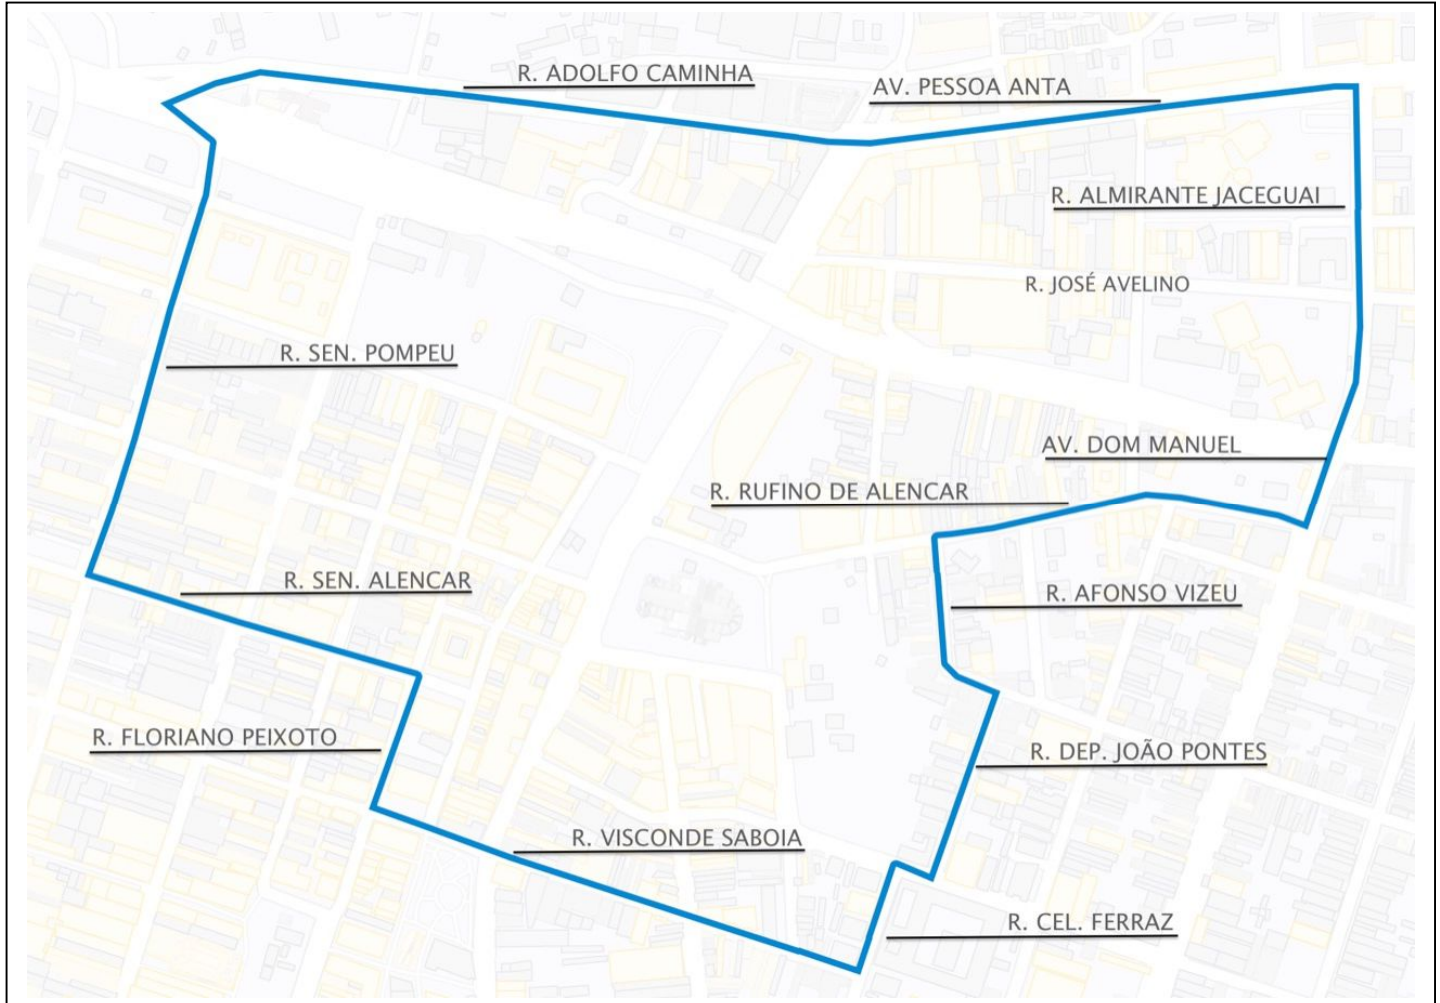 R. ADOLFO CAMINHA
AV. PESSOA ANTA
R. ALMIRANTE JACEGUAI
R. JOSÉ AVELINO
R. SEN. POMPEU
AV. DOM MANUEL
R. RUFINO DE ALENCAR
R. SEN. ALENCAR
R. AFONSO VIZEU
R. FLORIANO PEIXOTO
R. DEP. JOÃO PONTES
R. VISCONDE SABOIA
R. CEL. FERRAZ